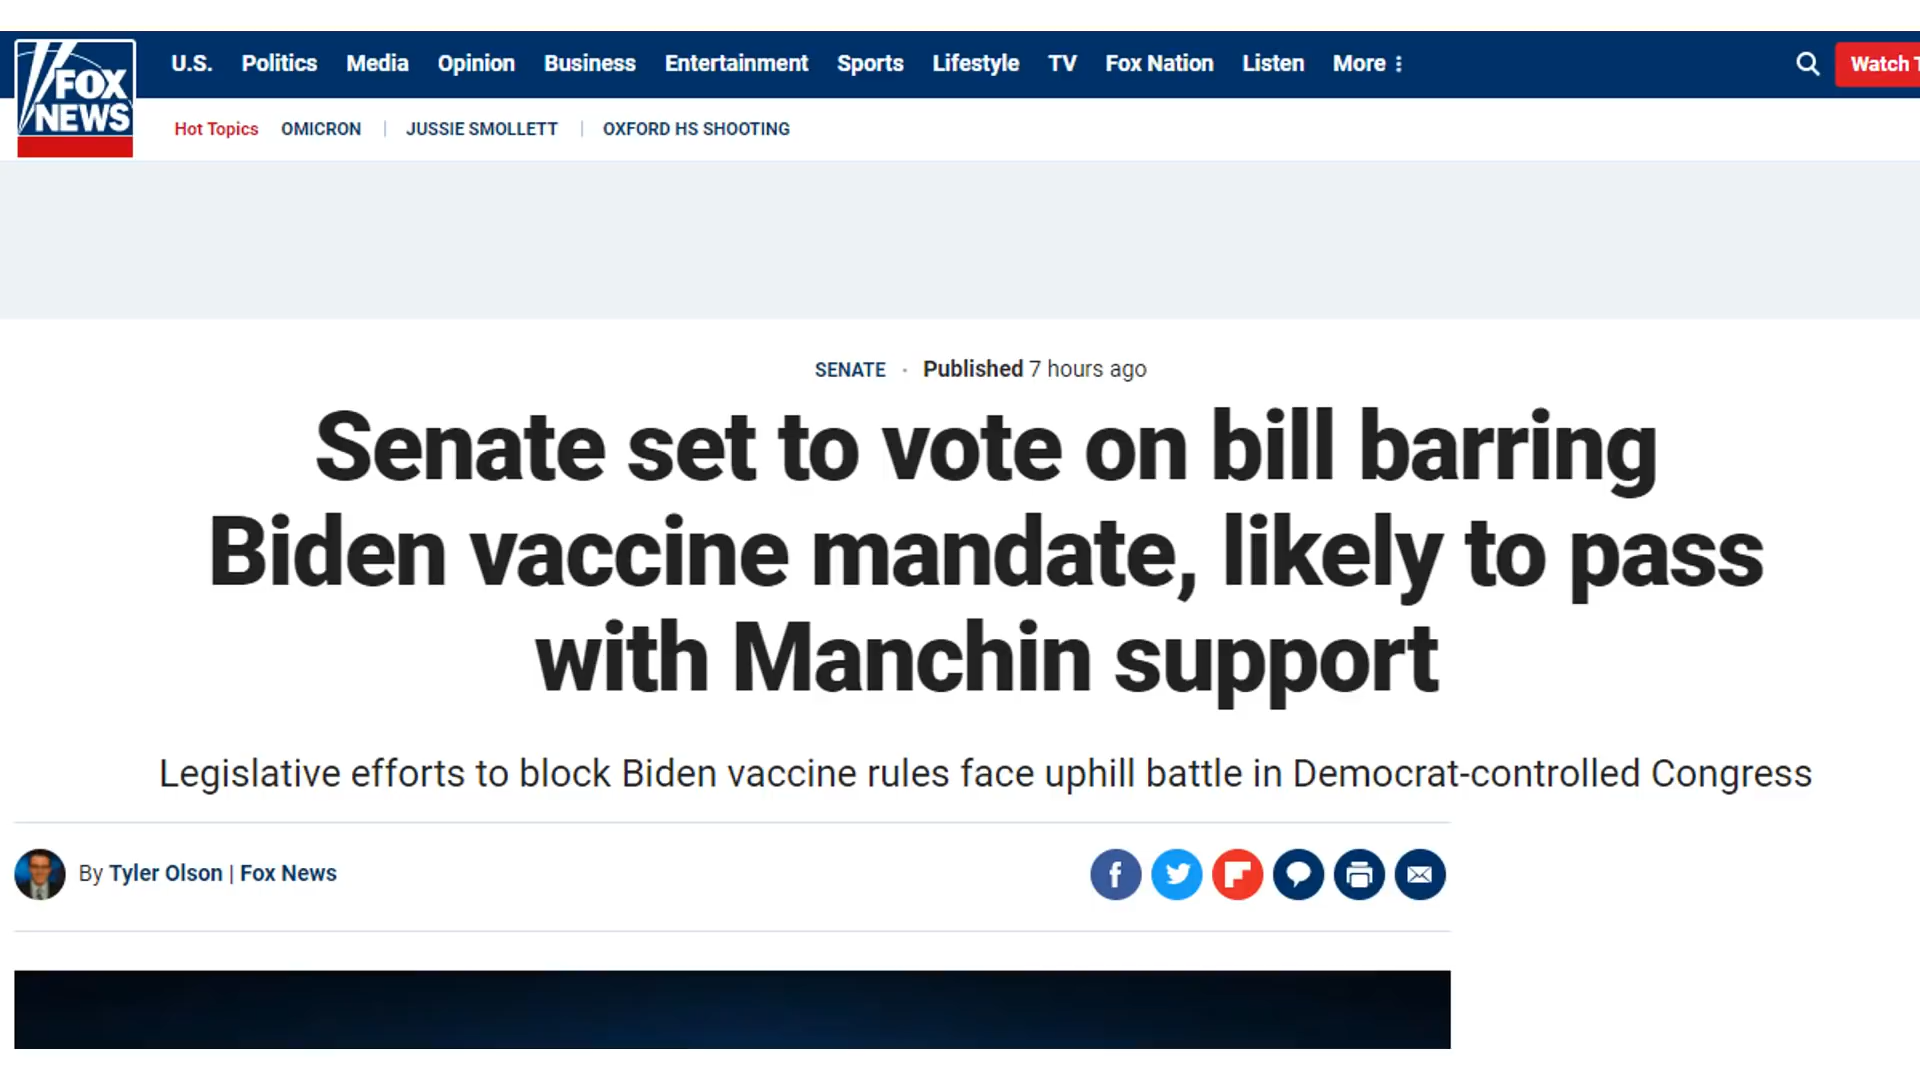 FOX
NEWS
U.S. Politics Media Opinion Business Entertainment Sports Lifestyle TV Fox Nation Listen More
Watch
Hot Topics OMICRON | JUSSIE SMOLLETT | OXFORD HS SHOOTING
SENATE · Published 7 hours ago
Senate set to vote on bill barring
Biden vaccine mandate, likely to pass
with Manchin support
Legislative efforts to block Biden vaccine rules face uphill battle in Democrat-controlled Congress
By Tyler Olson | Fox News